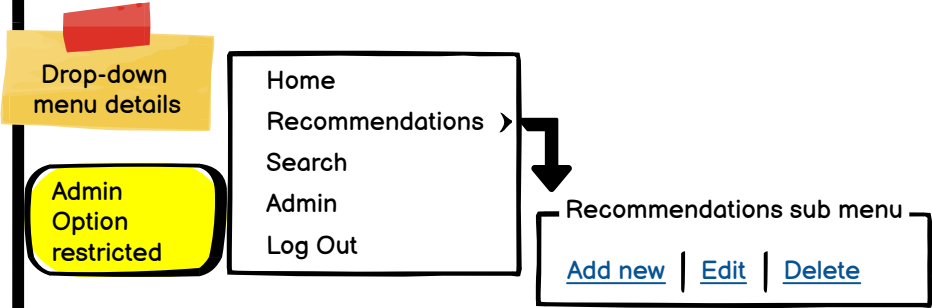 Drop-down
menu details
Home
Recommendations
Search
Admin
Log Out
Admin
Option
restricted
Recommendations sub menu
Add new | Edit | Delete